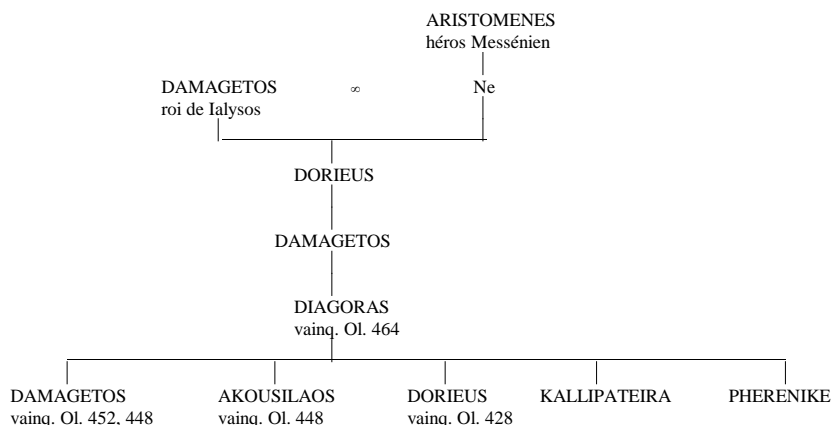 ARISTOMENES
héros Messénien
DAMAGETOS ∞ Ne
roi de Ialysos
DORIEUS
DAMAGETOS
DIAGORAS
vainq. Ol. 464
DAMAGETOS AKOUSILAOS DORIEUS KALLIPATEIRA PHERENIKE
vainq. Ol. 452, 448 vainq. Ol. 448 vainq. Ol. 428